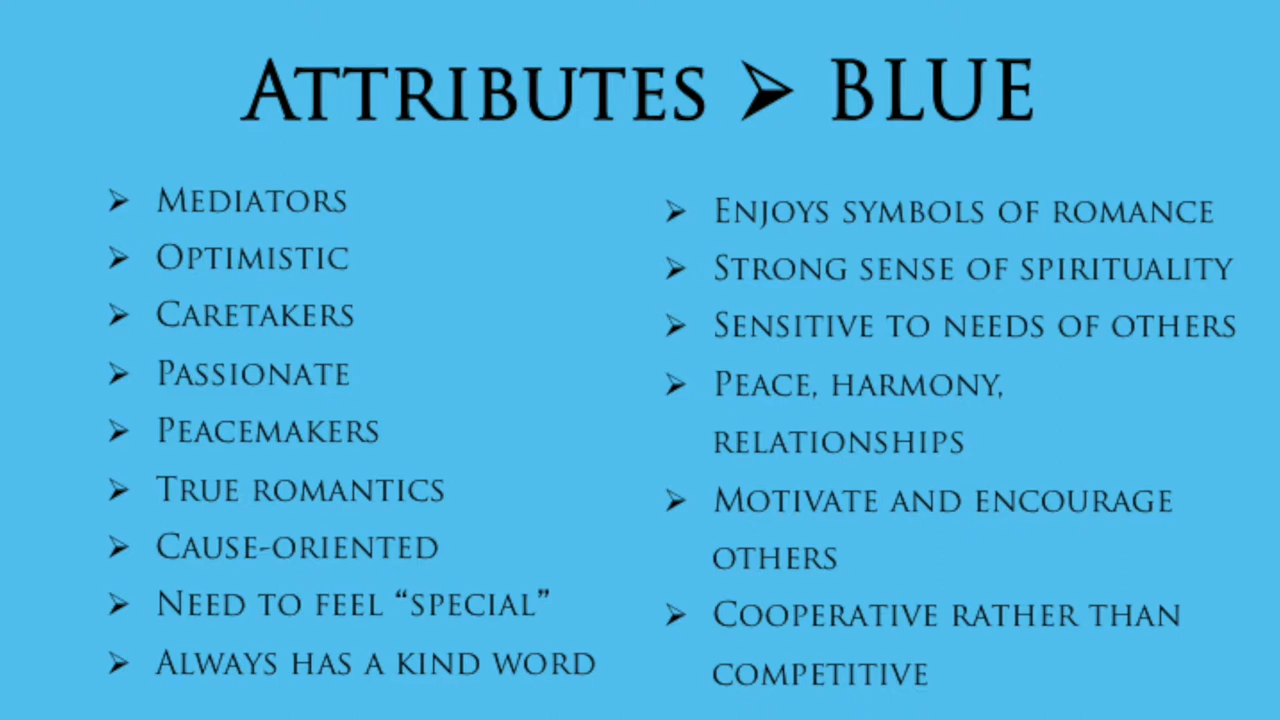 ATTRIBUTES ➢ BLUE
➢ MEDIATORS
➢ OPTIMISTIC
➢ CARETAKERS
➢ PASSIONATE
➢ PEACEMAKERS
➢ TRUE ROMANTICS
➢ CAUSE-ORIENTED
➢ NEED TO FEEL “SPECIAL”
➢ ALWAYS HAS A KIND WORD
➢ ENJOYS SYMBOLS OF ROMANCE
➢ STRONG SENSE OF SPIRITUALITY
➢ SENSITIVE TO NEEDS OF OTHERS
➢ PEACE, HARMONY,
RELATIONSHIPS
➢ MOTIVATE AND ENCOURAGE
OTHERS
➢ COOPERATIVE RATHER THAN
COMPETITIVE